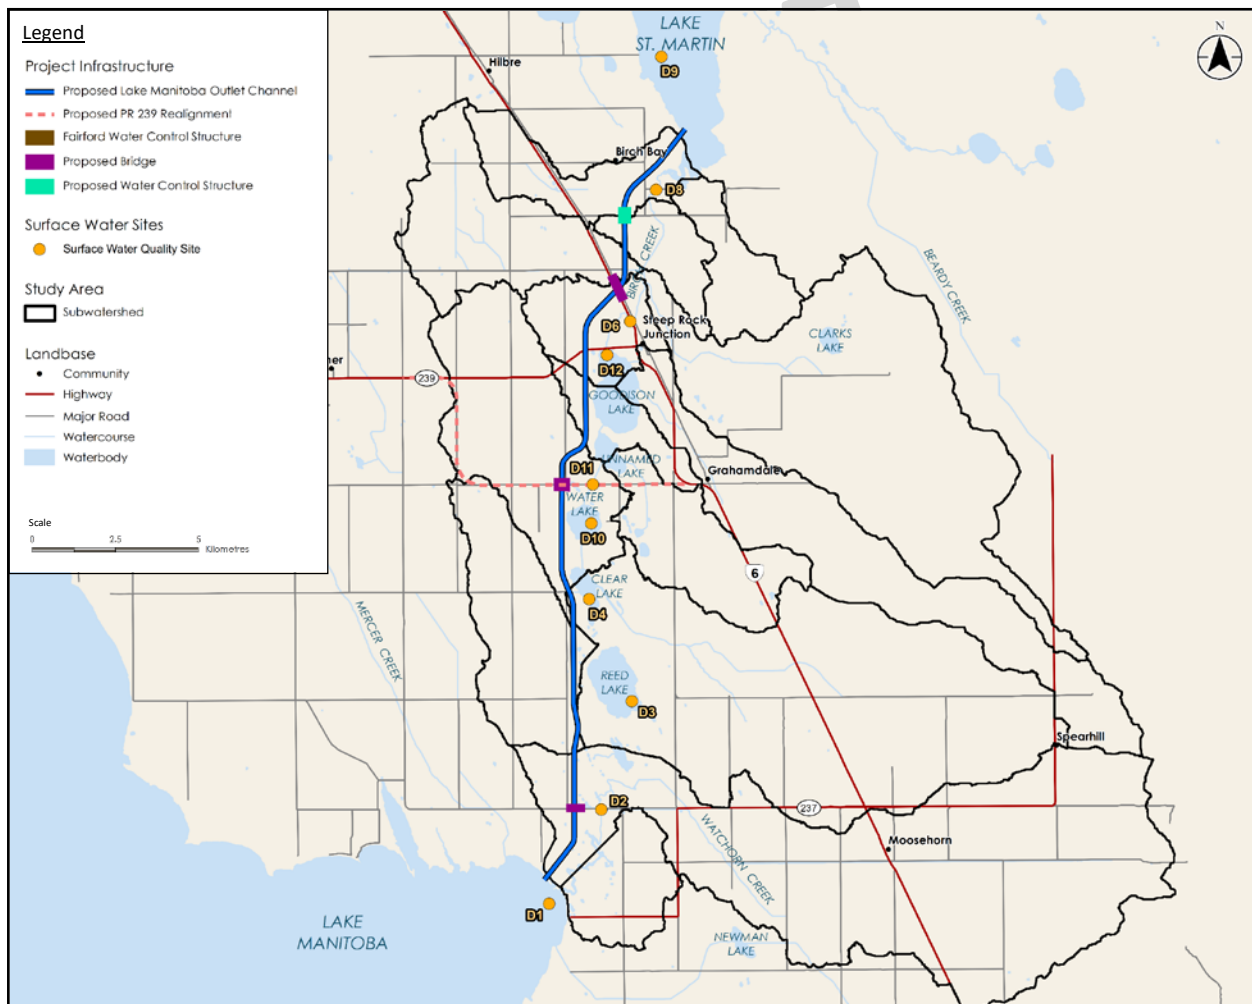 Legend
Project Infrastructure
Proposed Lake Manitoba Outlet Channel
Proposed PR 239 Realignment
Fairford Water Control Structure
Proposed Bridge
Proposed Water Control Structure
Surface Water Sites
Surface Water Quality Site
Study Area
Subwatershed
Landbase
Community
Highway
Major Road
Watercourse
Waterbody
Scale
0 2.5 5
Kilometres
N
LAKE
ST. MARTIN
D9
Hilbre
Birch Bay
D8
BIRCH CREEK
BEARDY CREEK
D6
Steep Rock
Junction
CLARKS
LAKE
D12
ner
239
GOODISON
LAKE
UNNAMED
LAKE
D11
Grahamdale
WATER
LAKE
D10
6
CLEAR
LAKE
D4
MERCER CREEK
REED
LAKE
D3
Spearhill
D2
237
WATCHORN CREEK
Moosehorn
D1
LAKE
MANITOBA
NEWMAN
LAKE